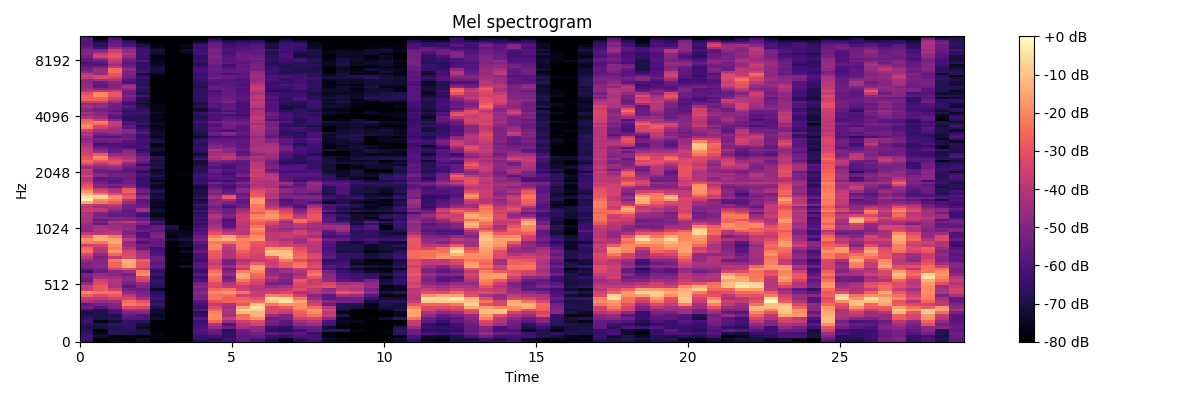 Mel spectrogram
8192
4096
2048
1024
512
0
Hz
0 5 10 15 20 25
Time
+0 dB
-10 dB
-20 dB
-30 dB
-40 dB
-50 dB
-60 dB
-70 dB
-80 dB